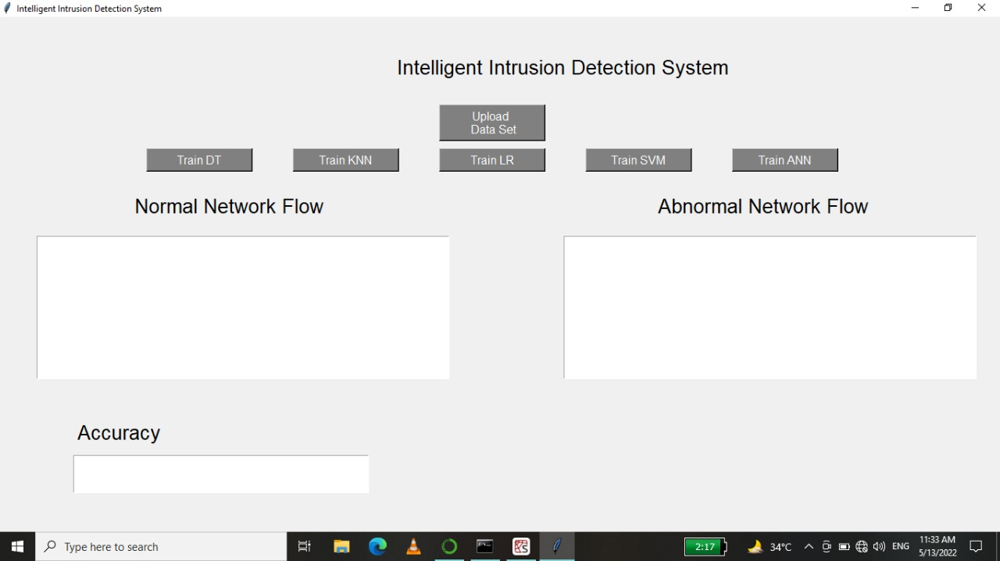 Intelligent Intrusion Detection System
Intelligent Intrusion Detection System
Upload
Data Set
Train DT
Train KNN
Train LR
Train SVM
Train ANN
Normal Network Flow
Abnormal Network Flow
Accuracy
Type here to search
2:17
34°C
ENG
11:33 AM
5/13/2022